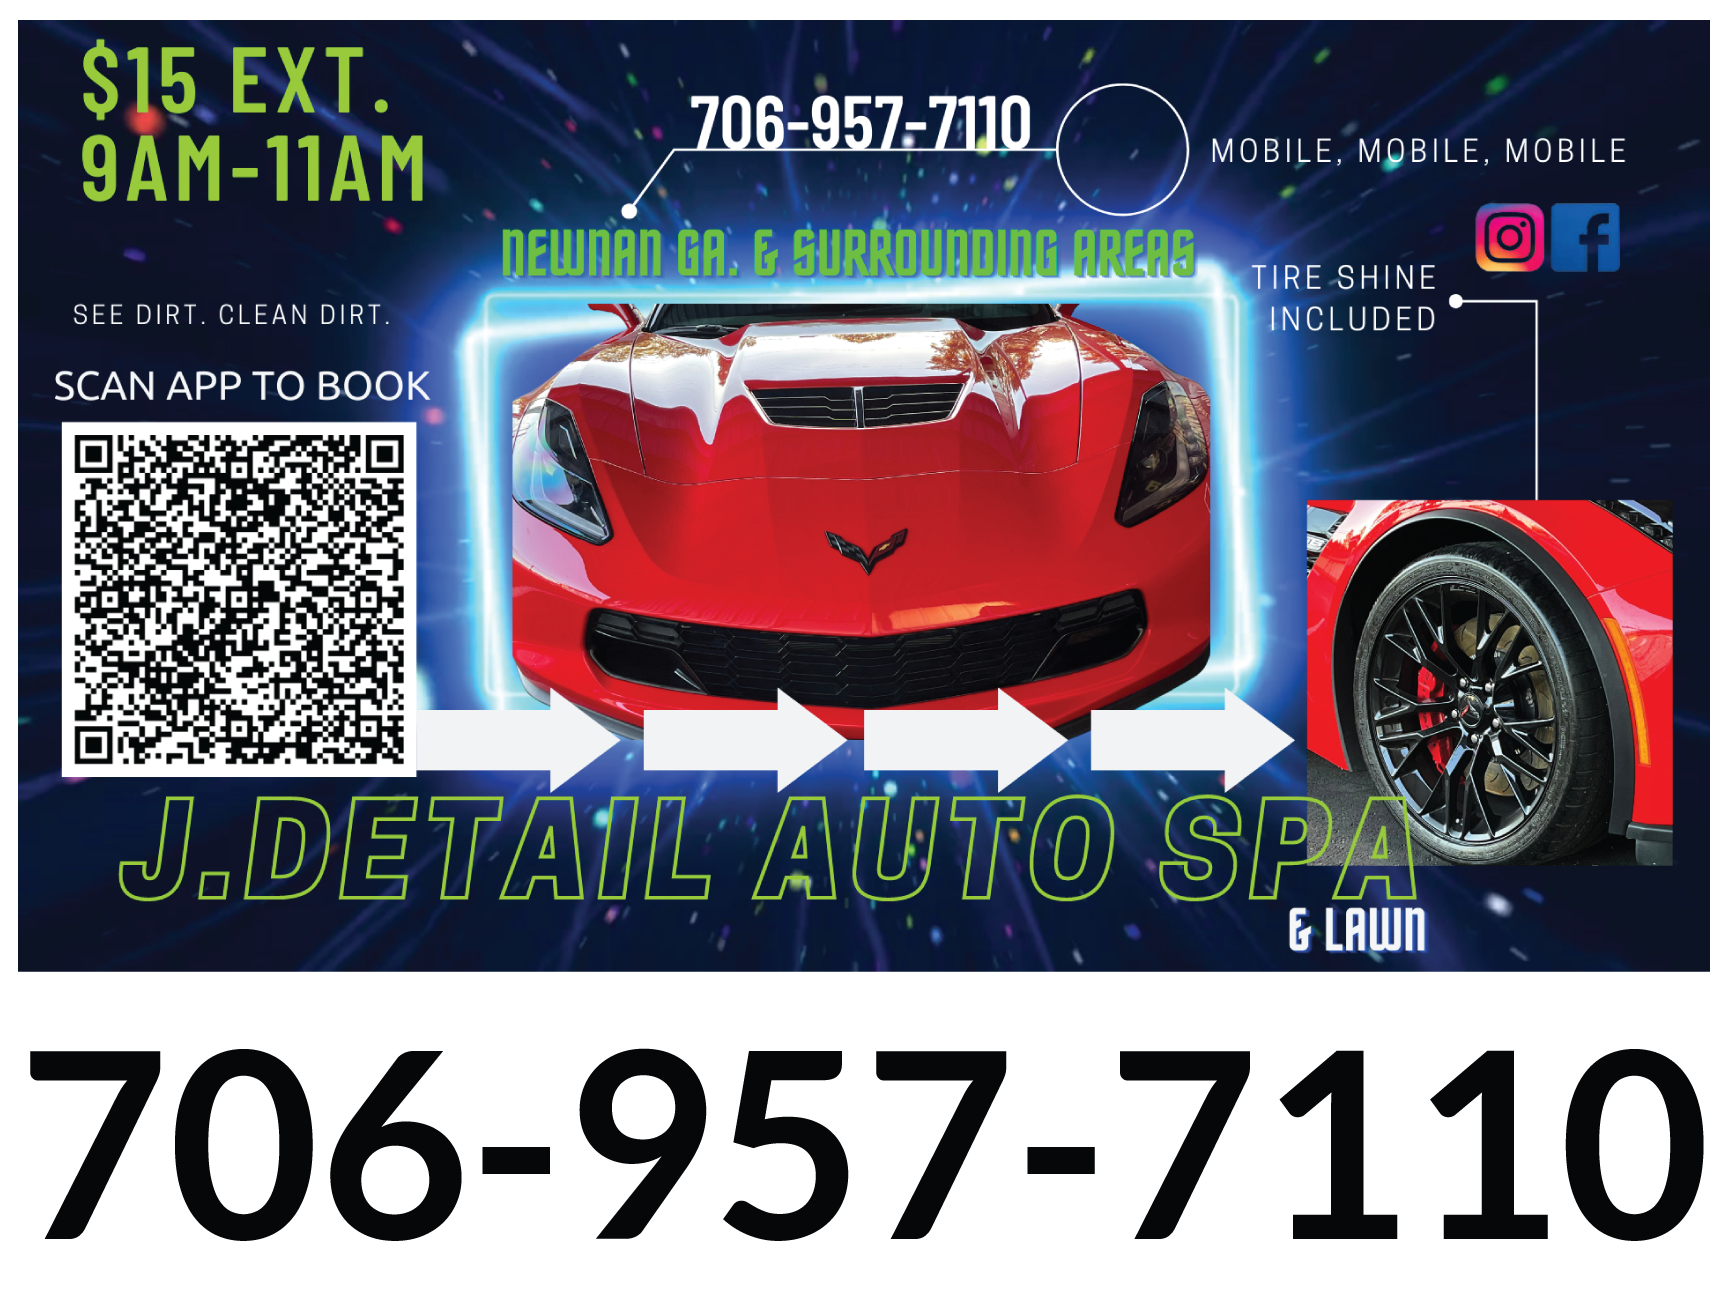 $15 EXT.
9AM-11AM
706-957-7110
MOBILE, MOBILE, MOBILE
NEWNAN GA. & SURROUNDING AREAS
TIRE SHINE
INCLUDED
SEE DIRT. CLEAN DIRT.
SCAN APP TO BOOK
J.DETAIL AUTO SPA
& LAWN
706-957-7110